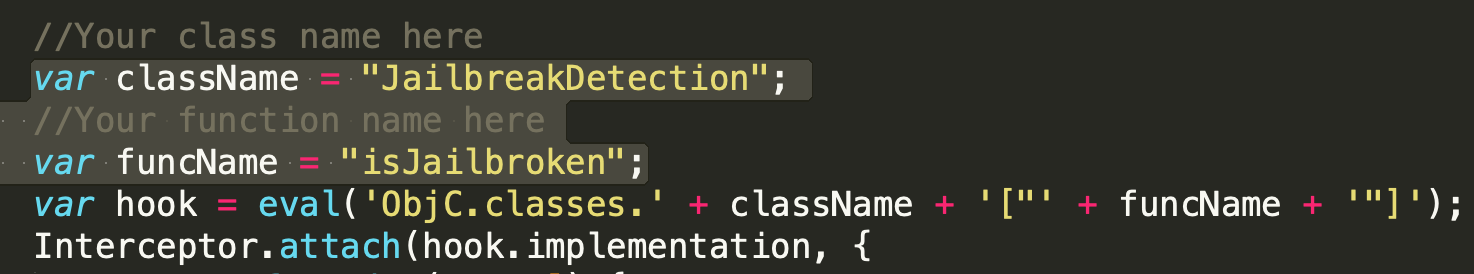 //Your class name here
var className = "JailbreakDetection";
//Your function name here
var funcName = "isJailbroken";
var hook = eval('ObjC.classes.' + className + '["' + funcName + '"]');
Interceptor.attach(hook.implementation, {